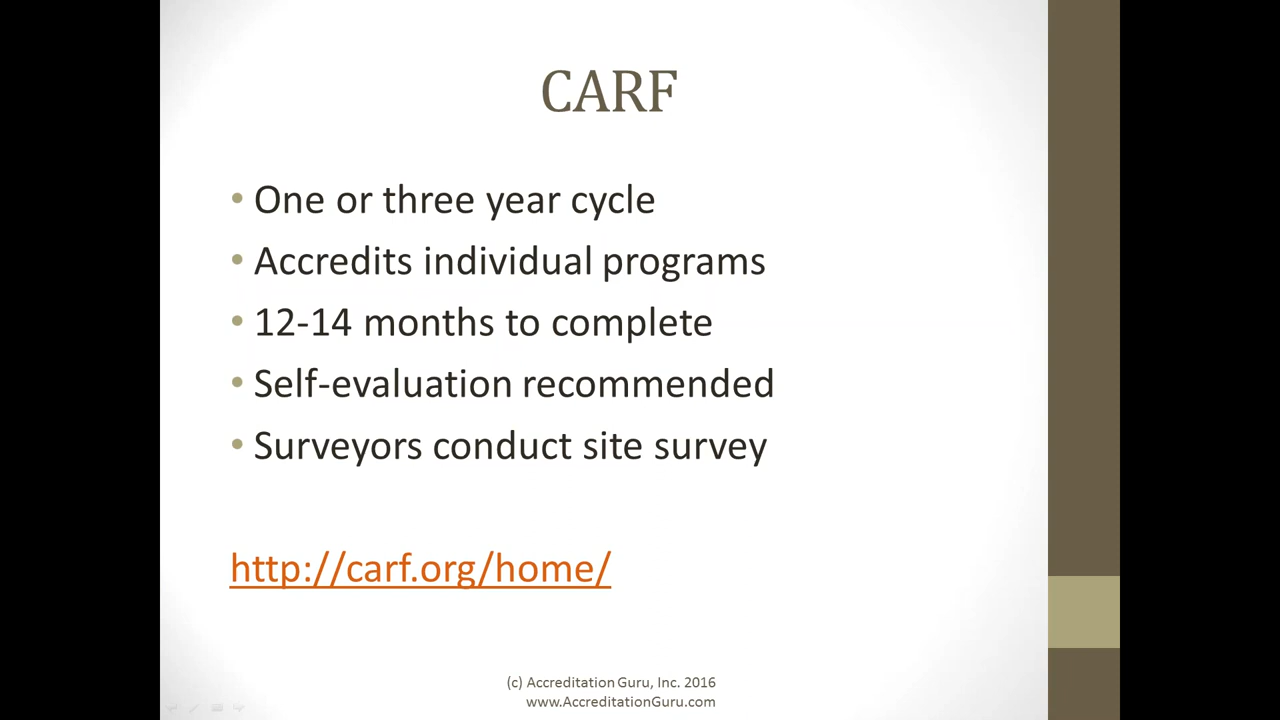 CARF
• One or three year cycle
• Accredits individual programs
• 12-14 months to complete
• Self-evaluation recommended
• Surveyors conduct site survey
http://carf.org/home/
(c) Accreditation Guru, Inc. 2016
www.AccreditationGuru.com